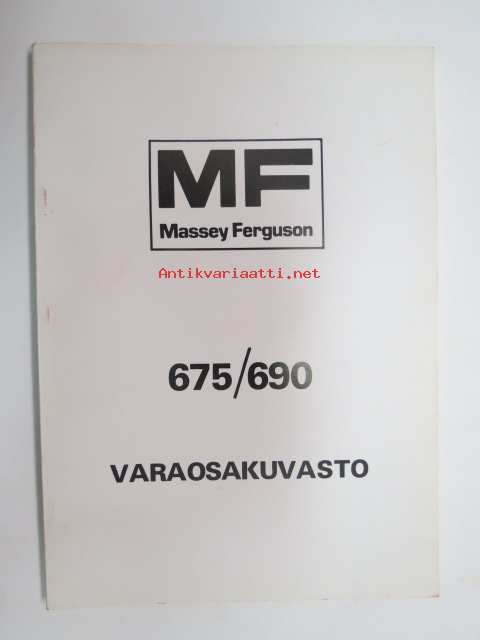 MF
Massey Ferguson
Antikvariaatti.net
675/690
VARAOSAKUVASTO